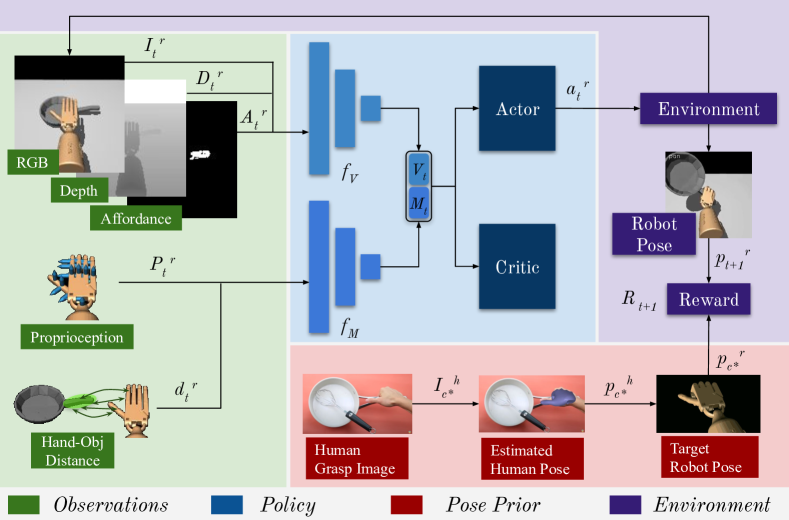 I_t^r
D_t^r
A_t^r
RGB
Depth
Affordance
P_t^r
Proprioception
d_t^r
Hand-Obj
Distance
f_V
V_t
M_t
f_M
Actor
Critic
a_t^r
Environment
pan
Robot
Pose
p_{t+1}^r
R_{t+1}
Reward
p_{c*}^r
Human
Grasp Image
I_{c*}^h
Estimated
Human Pose
p_{c*}^h
Target
Robot Pose
Observations
Policy
Pose Prior
Environment